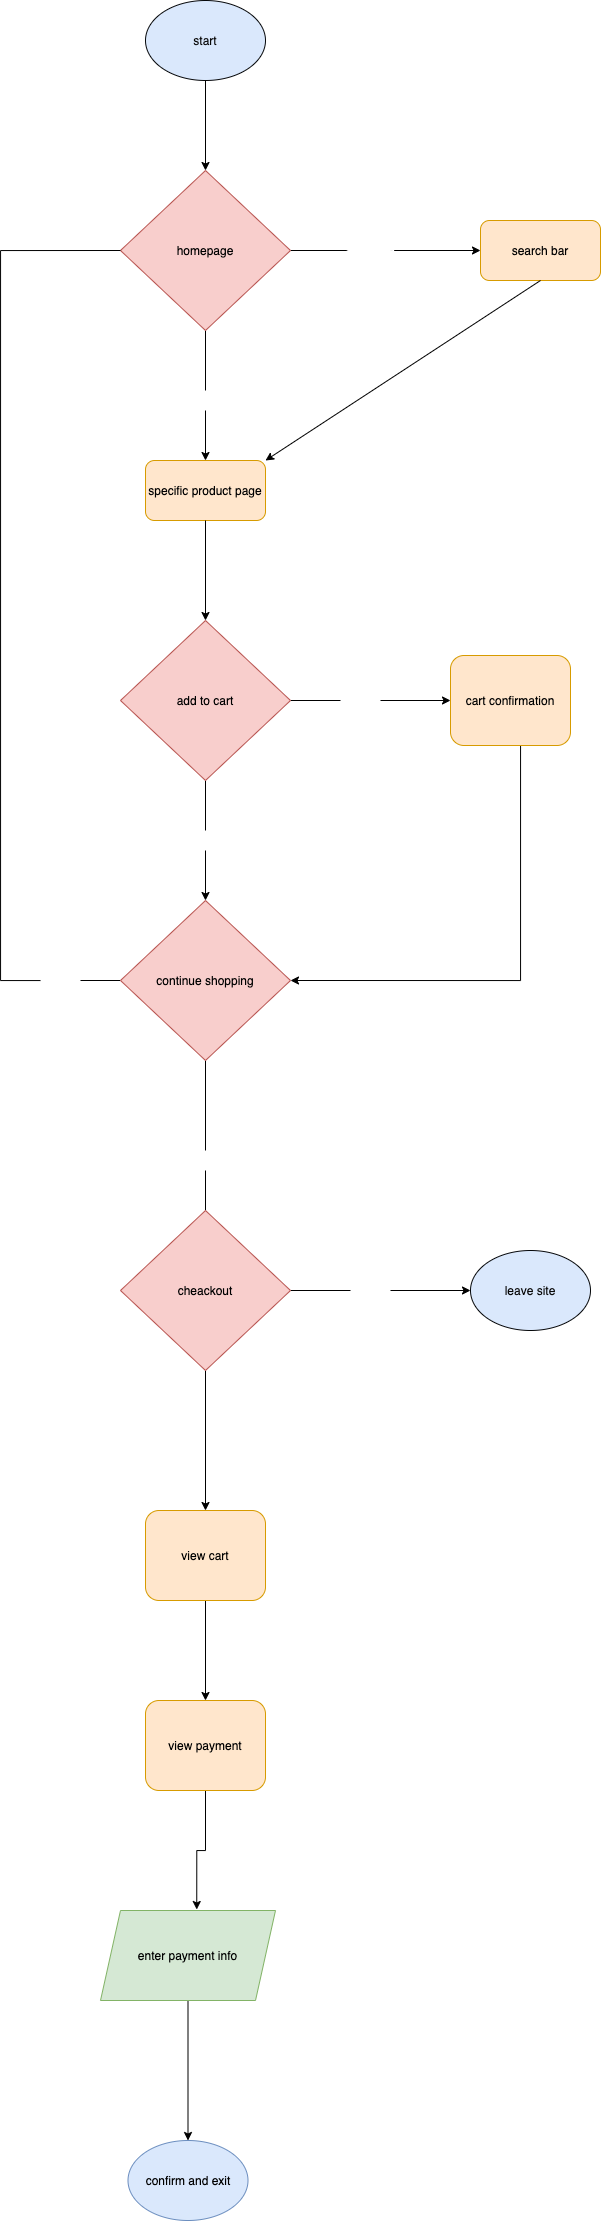 start
homepage
search bar
specific product page
add to cart
cart confirmation
continue shopping
cheackout
leave site
view cart
view payment
enter payment info
confirm and exit